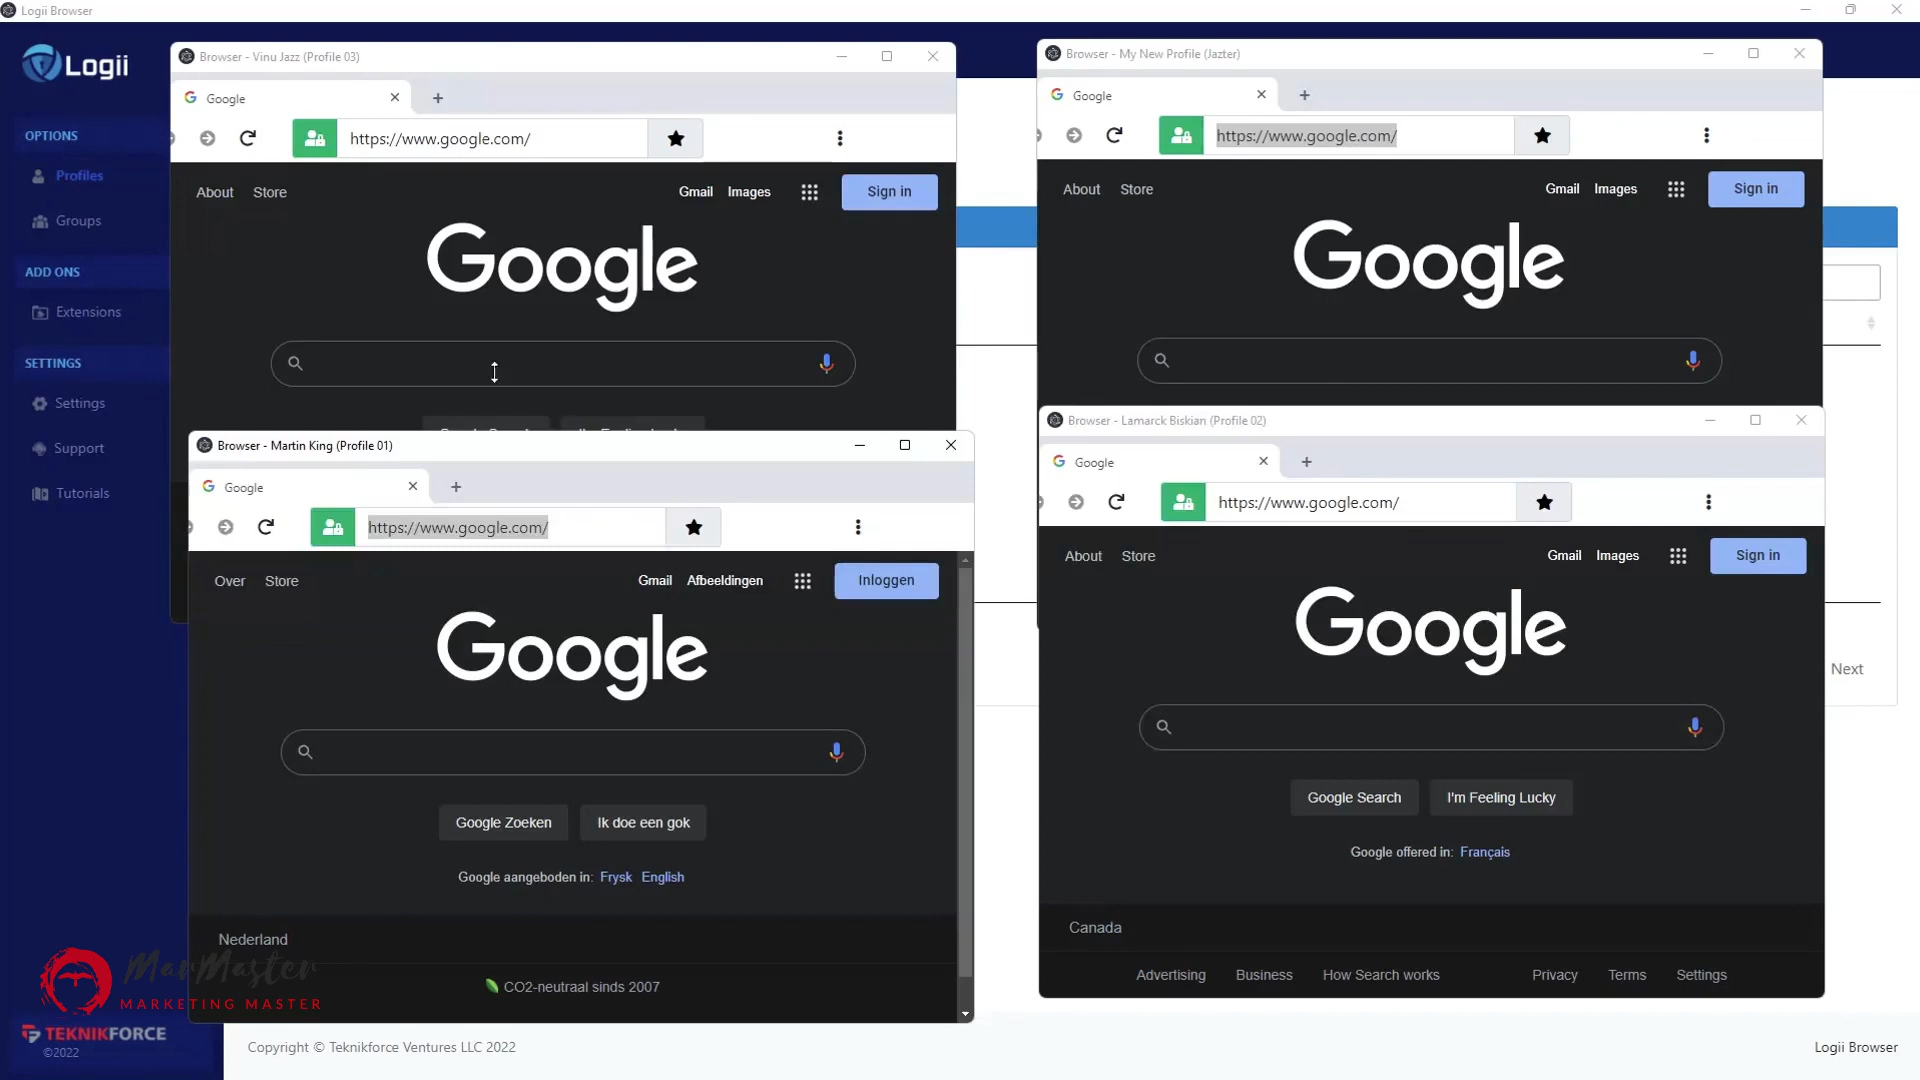 Logii Browser
Logii
OPTIONS
Profiles
Groups
ADD ONS
Extensions
SETTINGS
Settings
Support
Tutorials
Browser - Vinu Jazz (Profile 03)
Google
https://www.google.com/
About Store Gmail Images Sign in
Google
Browser - My New Profile (Jazter)
Google
https://www.google.com/
About Store Gmail Images Sign in
Google
Browser - Martin King (Profile 01)
Google
https://www.google.com/
Over Store Gmail Afbeeldingen Inloggen
Google
Google Zoeken Ik doe een gok
Google aangeboden in: Frysk English
Nederland
CO2-neutraal sinds 2007
Browser - Lamarck Biskian (Profile 02)
Google
https://www.google.com/
About Store Gmail Images Sign in
Google
Google Search I'm Feeling Lucky
Google offered in: Français
Canada
Advertising Business How Search works Privacy Terms Settings
Next
MarMaster
MARKETING MASTER
TEKNIKFORCE
©2022
Copyright © Teknikforce Ventures LLC 2022
Logii Browser